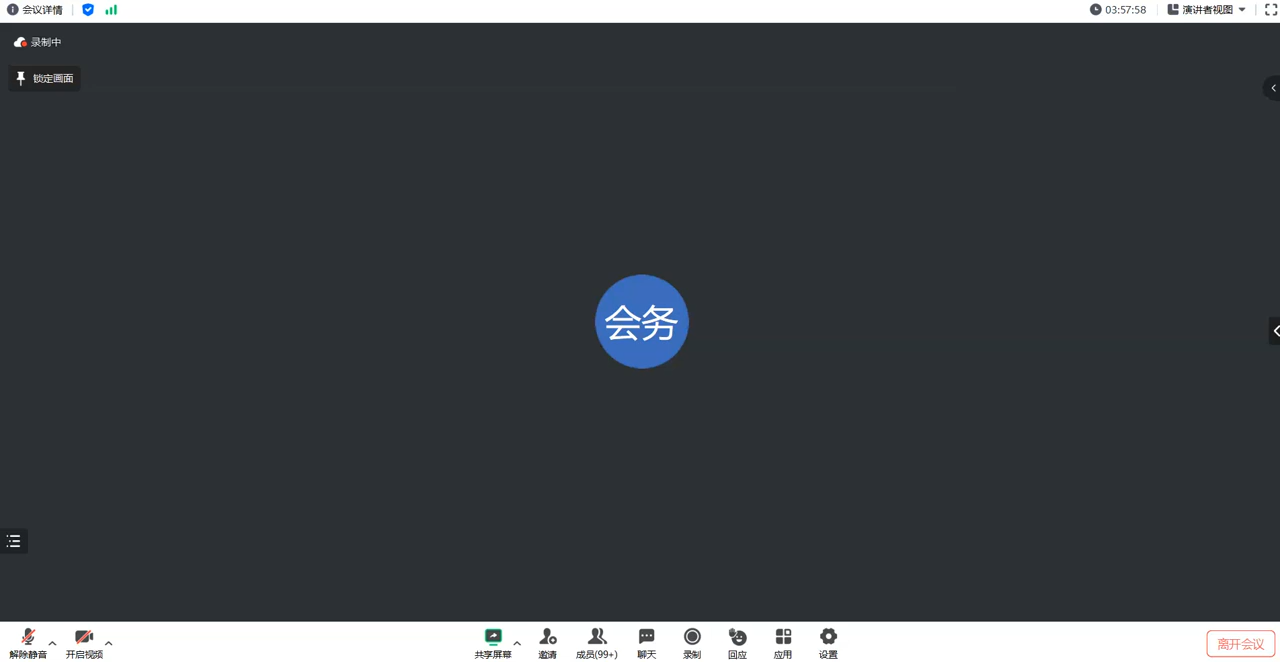 会议详情
03:57:58
演讲者视图
录制中
锁定画面
会务
解除静音
开启视频
共享屏幕
邀请
成员(99+)
聊天
录制
回应
应用
设置
离开会议